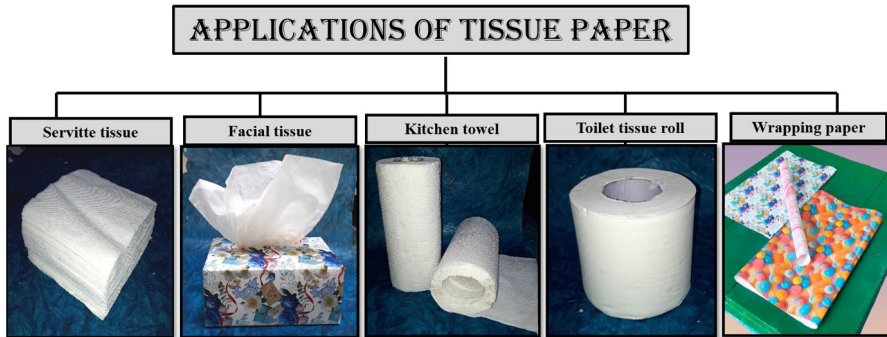 APPLICATIONS OF TISSUE PAPER
Servitte tissue
Facial tissue
Kitchen towel
Toilet tissue roll
Wrapping paper